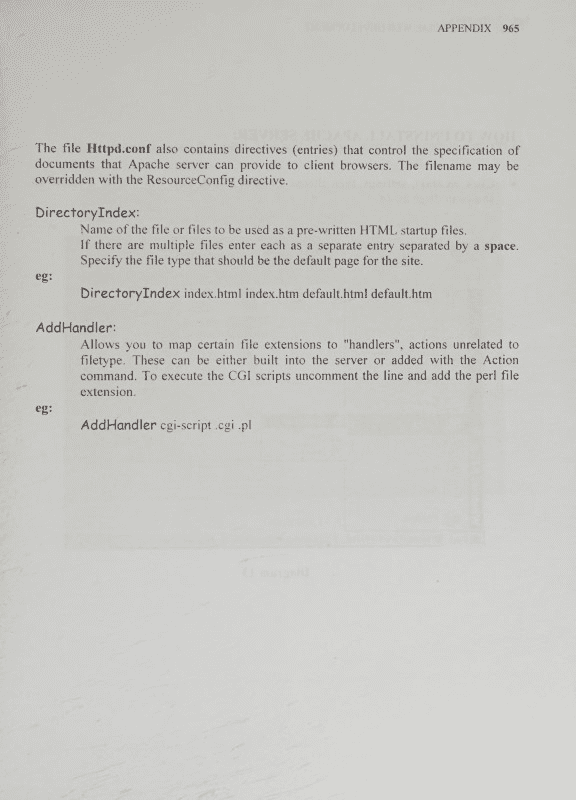 APPENDIX 965
The file Httpd.conf also contains directives (entries) that control the specification of
documents that Apache server can provide to client browsers. The filename may be
overridden with the ResourceConfig directive.
DirectoryIndex:
Name of the file or files to be used as a pre-written HTML startup files.
If there are multiple files enter each as a separate entry separated by a space.
Specify the file type that should be the default page for the site.
eg:
DirectoryIndex index.html index.htm default.html default.htm
AddHandler:
Allows you to map certain file extensions to "handlers", actions unrelated to
filetype. These can be either built into the server or added with the Action
command. To execute the CGI scripts uncomment the line and add the perl file
extension.
eg:
AddHandler cgi-script .cgi .pl